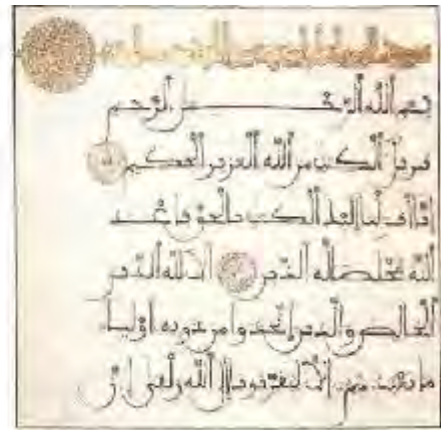 بسم الله الرحمن الرحيم
تنزيل الكتب من الله العزيز الحكيم
إنا أنزلنا إليك الكتب بالحق فاعبد
الله مخلصا له الدين ألا لله الدين
الخالص والذين اتخذوا من دونه أولياء
ما نعبدهم إلا ليقربونا إلى الله زلفى إن